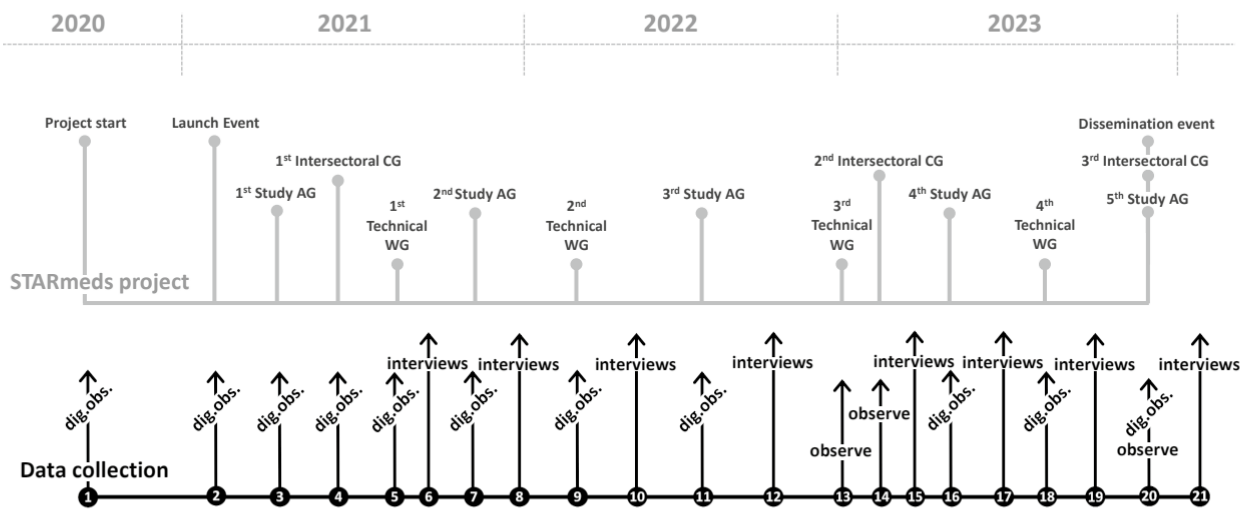 2020 2021 2022 2023
Project start Launch Event Dissemination event
1st Intersectoral CG 2nd Intersectoral CG 3rd Intersectoral CG
1st Study AG 2nd Study AG 3rd Study AG 4th Study AG 5th Study AG
1st
Technical
WG
2nd
Technical
WG
3rd
Technical
WG
4th
Technical
WG
STARmeds project
interviews interviews interviews interviews interviews interviews interviews interviews
dig.obs. dig.obs. dig.obs. dig.obs. dig.obs. dig.obs. dig.obs. dig.obs. observe dig.obs. dig.obs. dig.obs.
observe observe
Data collection
1 2 3 4 5 6 7 8 9 10 11 12 13 14 15 16 17 18 19 20 21